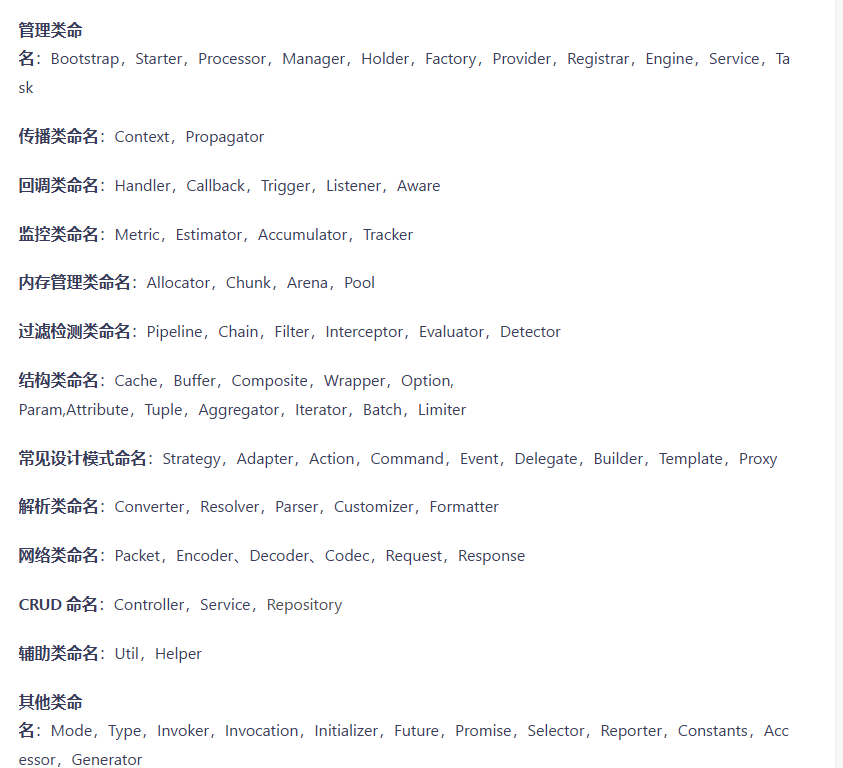 管理类命
名：Bootstrap，Starter，Processor，Manager，Holder，Factory，Provider，Registrar，Engine，Service，Ta
sk
传播类命名：Context，Propagator
回调类命名：Handler，Callback，Trigger，Listener，Aware
监控类命名：Metric，Estimator，Accumulator，Tracker
内存管理类命名：Allocator，Chunk，Arena，Pool
过滤检测类命名：Pipeline，Chain，Filter，Interceptor，Evaluator，Detector
结构类命名：Cache，Buffer，Composite，Wrapper，Option,
Param,Attribute，Tuple，Aggregator，Iterator，Batch，Limiter
常见设计模式命名：Strategy，Adapter，Action，Command，Event，Delegate，Builder，Template，Proxy
解析类命名：Converter，Resolver，Parser，Customizer，Formatter
网络类命名：Packet，Encoder、Decoder、Codec，Request，Response
CRUD 命名：Controller，Service，Repository
辅助类命名：Util，Helper
其他类命
名：Mode，Type，Invoker，Invocation，Initializer，Future，Promise，Selector，Reporter，Constants，Acc
essor，Generator